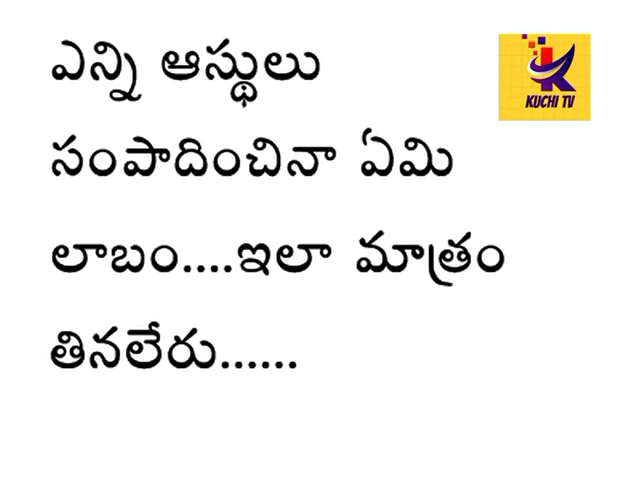 ఎన్ని ఆస్థులు
KUCHI TV
సంపాదించినా ఏమి
లాబం....ఇలా మాత్రం
తినలేరు......